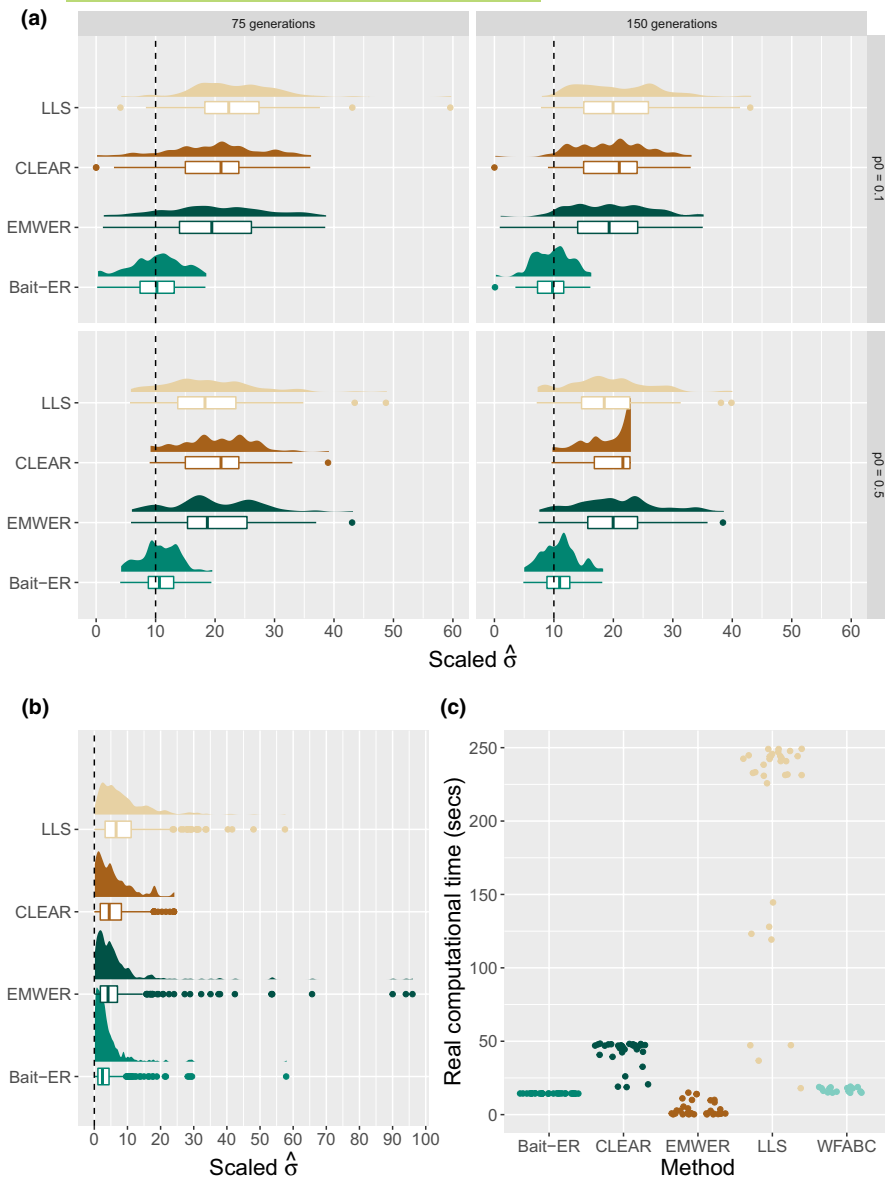 (a)
75 generations
150 generations
LLS
CLEAR
EMWER
Bait−ER
p0 = 0.1
LLS
CLEAR
EMWER
Bait−ER
p0 = 0.5
0 10 20 30 40 50 60
0 10 20 30 40 50 60
Scaled σ̂
(b)
LLS
CLEAR
EMWER
Bait−ER
0 10 20 30 40 50 60 70 80 90 100
Scaled σ̂
(c)
Real computational time (secs)
250
200
150
100
50
0
Bait−ER CLEAR EMWER LLS WFABC
Method